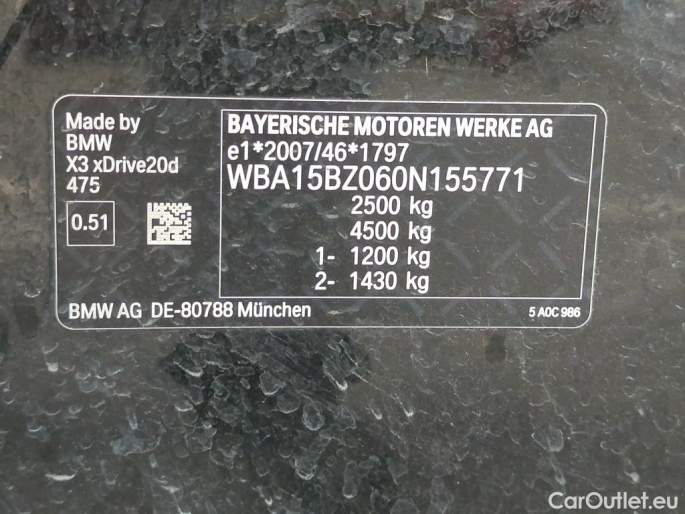 Made by
BMW
X3 xDrive20d
475
0.51
BAYERISCHE MOTOREN WERKE AG
e1*2007/46*1797
WBA15BZ060N155771
2500 kg
4500 kg
1- 1200 kg
2- 1430 kg
BMW AG DE-80788 München
5 A0C 986
CarOutlet.eu